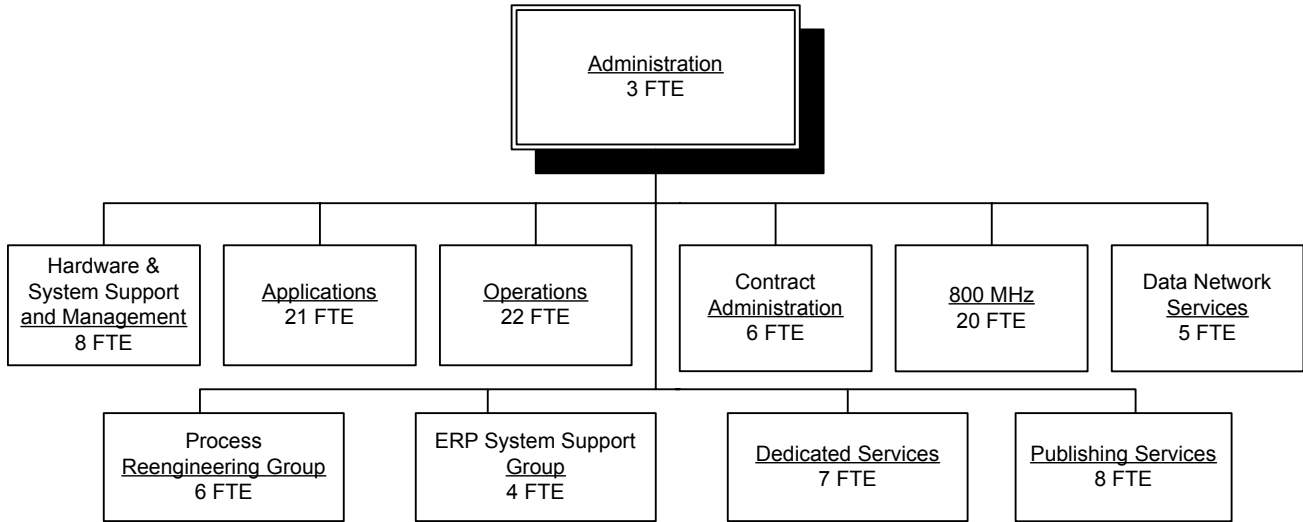 Administration
3 FTE
Hardware &
System Support
and Management
8 FTE
Applications
21 FTE
Operations
22 FTE
Contract
Administration
6 FTE
800 MHz
20 FTE
Data Network
Services
5 FTE
Process
Reengineering Group
6 FTE
ERP System Support
Group
4 FTE
Dedicated Services
7 FTE
Publishing Services
8 FTE